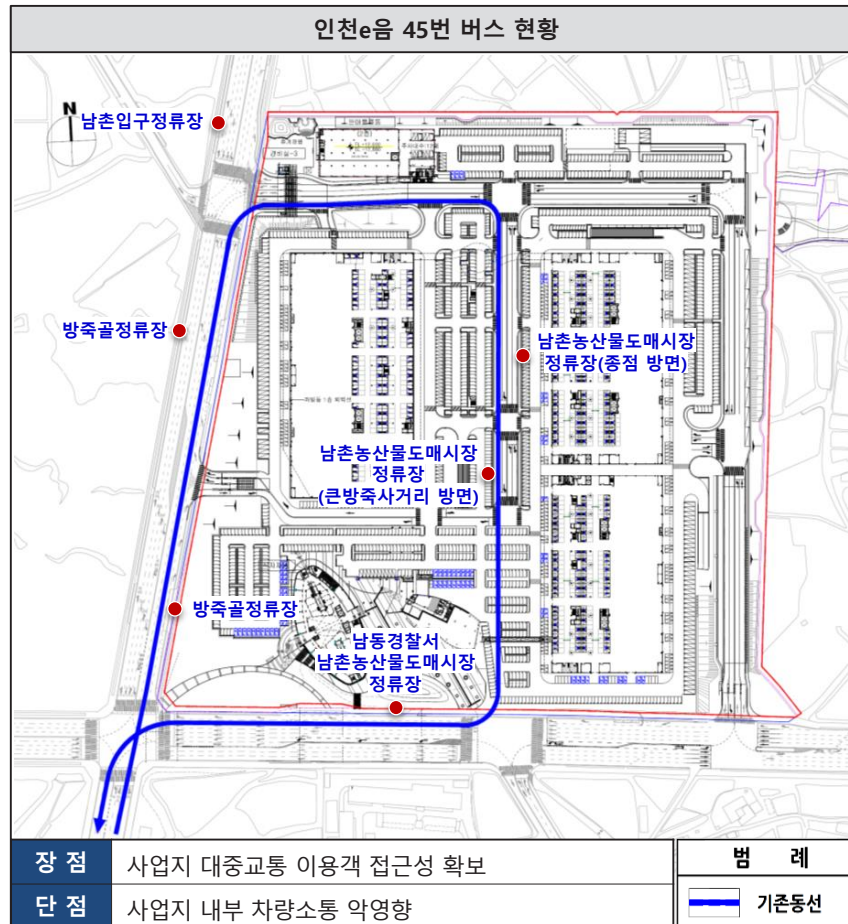 인천e음 45번 버스 현황
N
남촌입구정류장
방죽골정류장
남촌농산물도매시장
정류장(종점 방면)
남촌농산물도매시장
정류장
(큰방죽사거리 방면)
방죽골정류장
남동경찰서
남촌농산물도매시장
정류장
장 점
사업지 대중교통 이용객 접근성 확보
단 점
사업지 내부 차량소통 악영향
범 례
기존동선